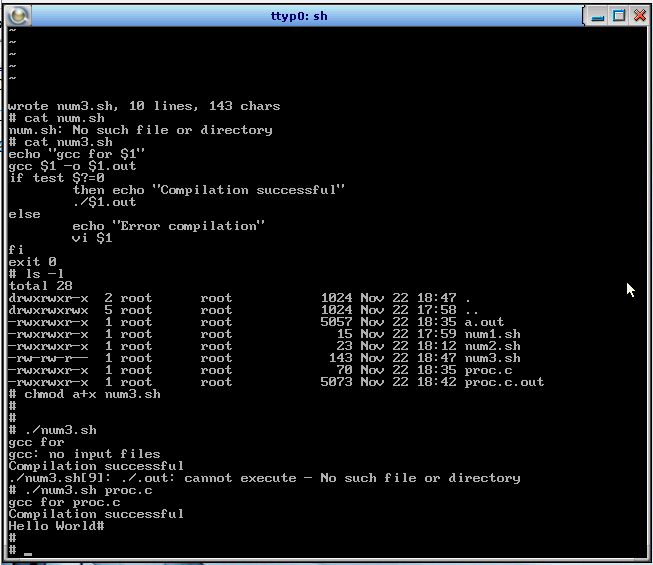 ttyp0: sh
~
~
~
~
~
wrote num3.sh, 10 lines, 143 chars
# cat num.sh
num.sh: No such file or directory
# cat num3.sh
echo "gcc for $1"
gcc $1 -o $1.out
if test $?=0
        then echo "Compilation successful"
        ./$1.out
else
        echo "Error compilation"
        vi $1
fi
exit 0
# ls -l
total 28
drwxrwxr-x  2 root     root           1024 Nov 22 18:47 .
drwxrwxrwx  5 root     root           1024 Nov 22 17:58 ..
-rwxrwxr-x  1 root     root           5057 Nov 22 18:35 a.out
-rwxrwxr-x  1 root     root             15 Nov 22 17:59 num1.sh
-rwxrwxr-x  1 root     root             23 Nov 22 18:12 num2.sh
-rw-rw-r--  1 root     root            143 Nov 22 18:47 num3.sh
-rwxrwxr-x  1 root     root             70 Nov 22 18:35 proc.c
-rwxrwxr-x  1 root     root           5073 Nov 22 18:42 proc.c.out
# chmod a+x num3.sh
#
#
# ./num3.sh
gcc for
gcc: no input files
Compilation successful
./num3.sh[9]: ./.out: cannot execute - No such file or directory
# ./num3.sh proc.c
gcc for proc.c
Compilation successful
Hello World#
#
# _